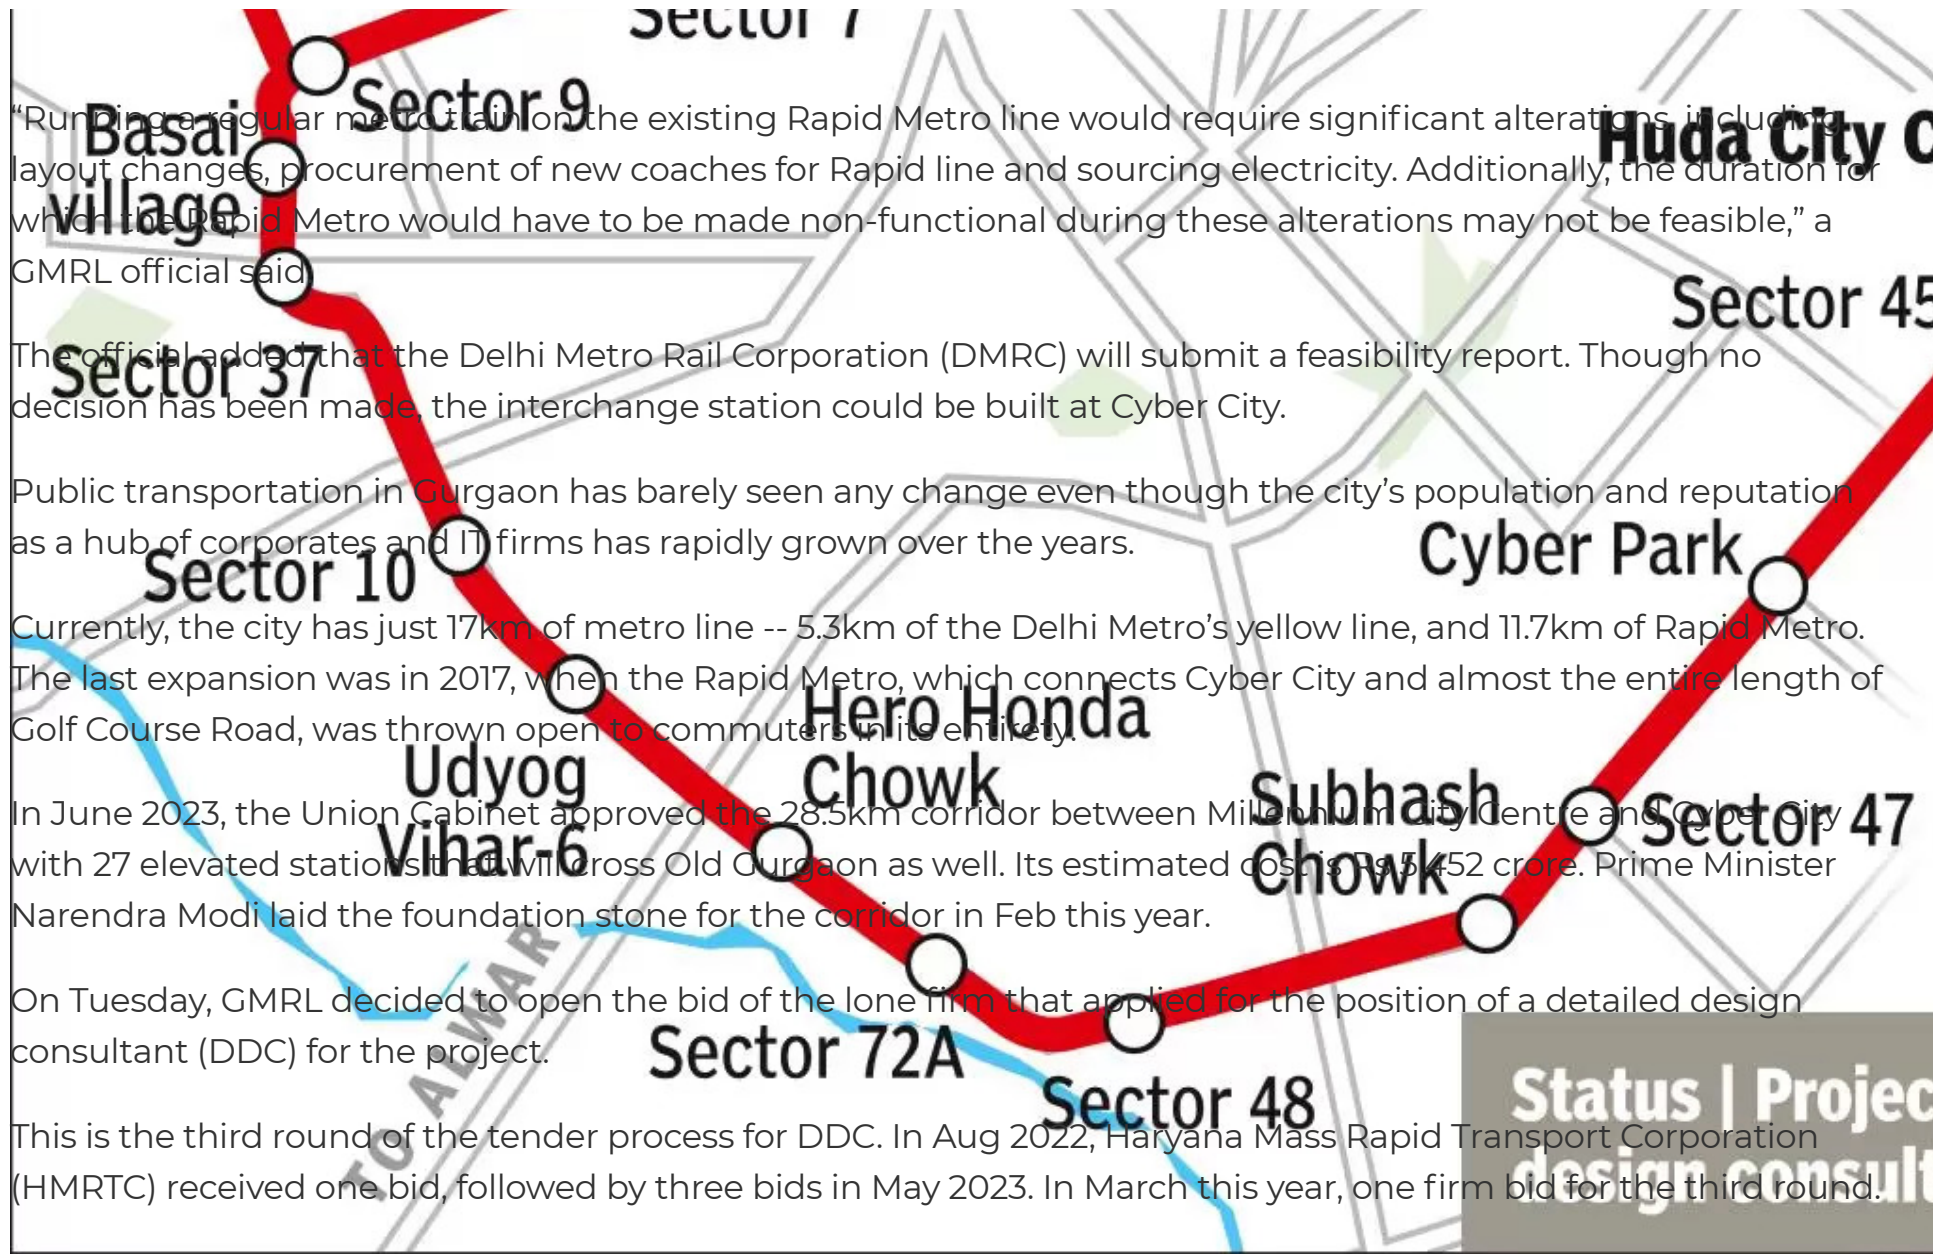 Sector 7
Sector 9
Basai
village
Huda City C
Sector 45
Sector 37
Sector 10
Cyber Park
Udyog
Vihar-6
Hero Honda
Chowk
Subhash
Chowk
Sector 47
Sector 72A
Sector 48
TO ALWAR
Status | Projec
design consult
“Running a regular metro train on the existing Rapid Metro line would require significant alterations, including
layout changes, procurement of new coaches for Rapid line and sourcing electricity. Additionally, the duration for
which the Rapid Metro would have to be made non-functional during these alterations may not be feasible,” a
GMRL official said.
The official added that the Delhi Metro Rail Corporation (DMRC) will submit a feasibility report. Though no
decision has been made, the interchange station could be built at Cyber City.
Public transportation in Gurgaon has barely seen any change even though the city’s population and reputation
as a hub of corporates and IT firms has rapidly grown over the years.
Currently, the city has just 17km of metro line -- 5.3km of the Delhi Metro’s yellow line, and 11.7km of Rapid Metro.
The last expansion was in 2017, when the Rapid Metro, which connects Cyber City and almost the entire length of
Golf Course Road, was thrown open to commuters in its entirety.
In June 2023, the Union Cabinet approved the 28.5km corridor between Millennium City Centre and Cyber City
with 27 elevated stations that will cross Old Gurgaon as well. Its estimated cost is Rs 5,452 crore. Prime Minister
Narendra Modi laid the foundation stone for the corridor in Feb this year.
On Tuesday, GMRL decided to open the bid of the lone firm that applied for the position of a detailed design
consultant (DDC) for the project.
This is the third round of the tender process for DDC. In Aug 2022, Haryana Mass Rapid Transport Corporation
(HMRTC) received one bid, followed by three bids in May 2023. In March this year, one firm bid for the third round.